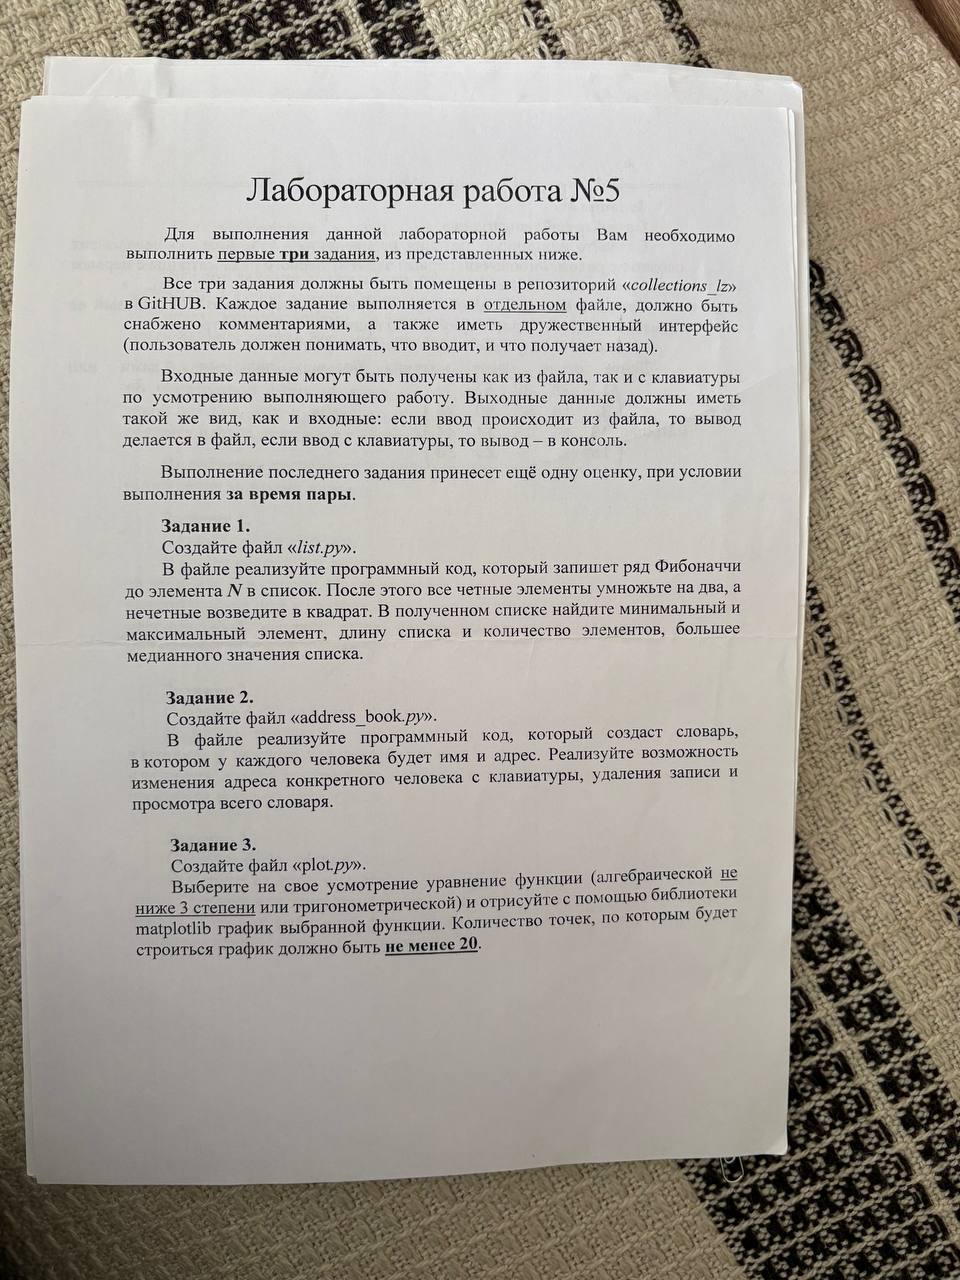 Лабораторная работа №5
Для выполнения данной лабораторной работы Вам необходимо
выполнить первые три задания, из представленных ниже.
Все три задания должны быть помещены в репозиторий «collections_lz»
в GitHUB. Каждое задание выполняется в отдельном файле, должно быть
снабжено комментариями, а также иметь дружественный интерфейс
(пользователь должен понимать, что вводит, и что получает назад).
Входные данные могут быть получены как из файла, так и с клавиатуры
по усмотрению выполняющего работу. Выходные данные должны иметь
такой же вид, как и входные: если ввод происходит из файла, то вывод
делается в файл, если ввод с клавиатуры, то вывод – в консоль.
Выполнение последнего задания принесет ещё одну оценку, при условии
выполнения за время пары.
Задание 1.
Создайте файл «list.py».
В файле реализуйте программный код, который запишет ряд Фибоначчи
до элемента N в список. После этого все четные элементы умножьте на два, а
нечетные возведите в квадрат. В полученном списке найдите минимальный и
максимальный элемент, длину списка и количество элементов, большее
медианного значения списка.
Задание 2.
Создайте файл «address_book.py».
В файле реализуйте программный код, который создаст словарь,
в котором у каждого человека будет имя и адрес. Реализуйте возможность
изменения адреса конкретного человека с клавиатуры, удаления записи и
просмотра всего словаря.
Задание 3.
Создайте файл «plot.py».
Выберите на свое усмотрение уравнение функции (алгебраической не
ниже 3 степени или тригонометрической) и отрисуйте с помощью библиотеки
matplotlib график выбранной функции. Количество точек, по которым будет
строиться график должно быть не менее 20.